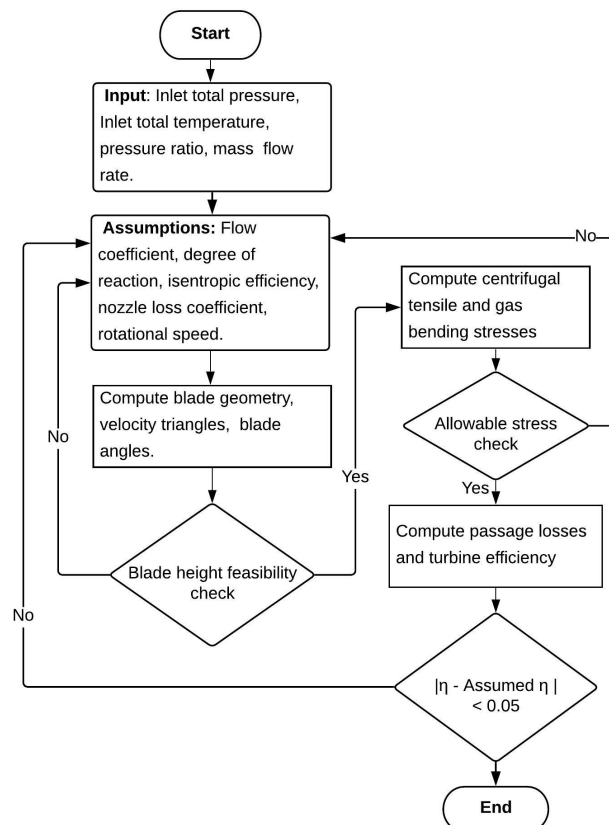 Start
Input: Inlet total pressure,
Inlet total temperature,
pressure ratio, mass flow
rate.
Assumptions: Flow
coefficient, degree of
reaction, isentropic efficiency,
nozzle loss coefficient,
rotational speed.
No
Compute blade geometry,
velocity triangles, blade
angles.
No
Blade height feasibility
check
Yes
Compute centrifugal
tensile and gas
bending stresses
Allowable stress
check
Yes
Compute passage losses
and turbine efficiency
No
|η - Assumed η |
< 0.05
End